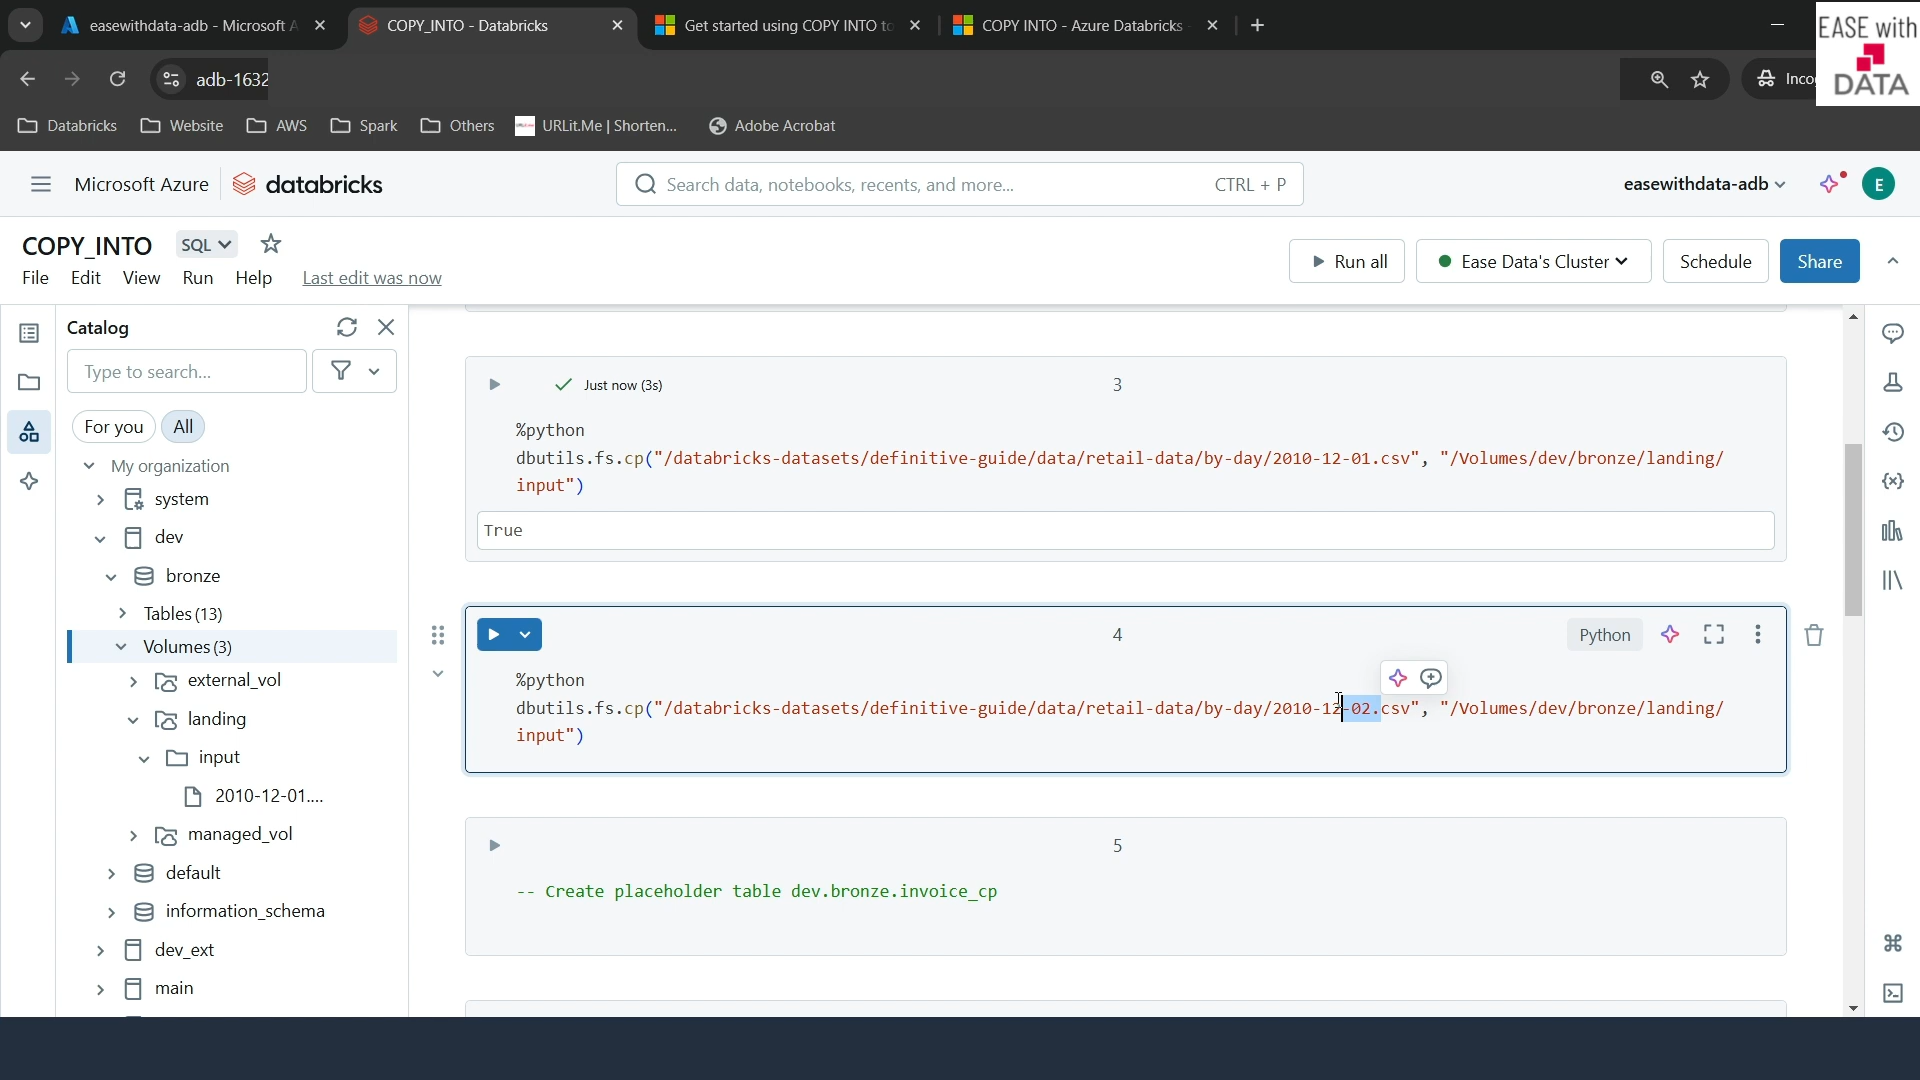 easewithdata-adb - Microsoft A
COPY_INTO - Databricks
Get started using COPY INTO to
COPY INTO - Azure Databricks -
EASE with
DATA
adb-1632
Inco
Databricks
Website
AWS
Spark
Others
URLit.Me | Shorten...
Adobe Acrobat
Microsoft Azure
databricks
Search data, notebooks, recents, and more...
CTRL + P
easewithdata-adb
E
COPY_INTO
SQL
File
Edit
View
Run
Help
Last edit was now
Run all
Ease Data's Cluster
Schedule
Share
Catalog
Type to search...
For you
All
My organization
system
dev
bronze
Tables (13)
Volumes (3)
external_vol
landing
input
2010-12-01....
managed_vol
default
information_schema
dev_ext
main
Just now (3s)
3
%python
dbutils.fs.cp("/databricks-datasets/definitive-guide/data/retail-data/by-day/2010-12-01.csv", "/Volumes/dev/bronze/landing/
input")
True
4
Python
%python
dbutils.fs.cp("/databricks-datasets/definitive-guide/data/retail-data/by-day/2010-12-02.csv", "/Volumes/dev/bronze/landing/
input")
5
-- Create placeholder table dev.bronze.invoice_cp